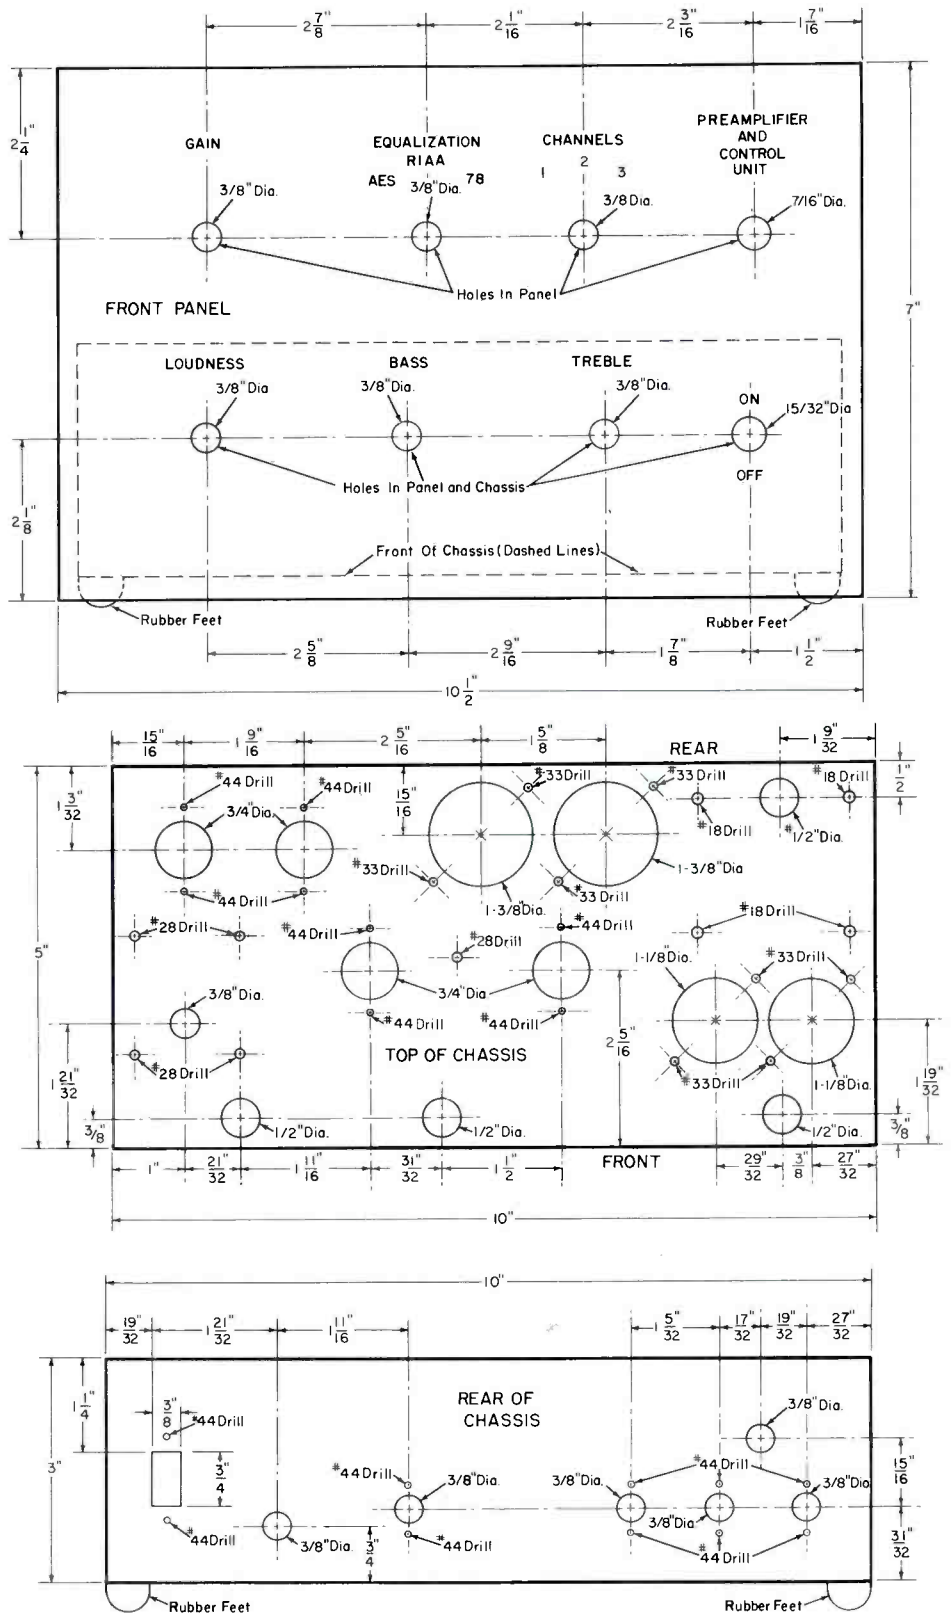 2 7/8" 2 1/16" 2 3/16" 1 7/16"
2 1/4"
GAIN
EQUALIZATION
RIAA
AES 78
CHANNELS
1 2 3
PREAMPLIFIER
AND
CONTROL
UNIT
3/8" Dia. 3/8" Dia. 3/8 Dia. 7/16" Dia.
Holes In Panel
FRONT PANEL
7"
LOUDNESS BASS TREBLE
3/8" Dia 3/8" Dia. 3/8" Dia.
ON
15/32" Dia
OFF
Holes In Panel and Chassis
2 1/8"
Front Of Chassis (Dashed Lines)
Rubber Feet Rubber Feet
2 5/8" 2 9/16" 1 7/8" 1 1/2"
10 1/2"
15/16" 1 9/16" 2 5/16" 1 5/8" REAR 1 9/32"
#44 Drill #44 Drill #33 Drill #33 Drill #18 Drill 1/2"
1 3/32" 3/4" Dia. 15/16" #18 Drill #1/2" Dia.
#33 Drill #33 Drill 1-3/8" Dia.
#44 Drill 1-3/8" Dia.
#28 Drill #44 Drill #28 Drill #44 Drill #18 Drill
5"
1-1/8" Dia. #33 Drill
3/8" Dia. 3/4" Dia
#44 Drill #44 Drill
2 5/16"
TOP OF CHASSIS
1 21/32" #28 Drill #33 Drill 1-1/8" Dia. 1 19/32"
3/8" 1/2" Dia. 1/2" Dia. 1/2" Dia. 3/8"
FRONT
1" 21/32" 1 11/16" 31/32" 1 1/2" 29/32" 3/8" 27/32"
10"
10"
19/32" 1 21/32" 1 11/16" 1 5/32" 17/32" 19/32" 27/32"
1 1/4"
3/8"
#44 Drill
REAR OF
CHASSIS
3/8" Dia.
3"
3/4"
#44 Drill 3/8" Dia. 3/8" Dia. #44 Drill 3/8" Dia. 15/16"
3/8" Dia.
#44 Drill 3/8" Dia. 3/4" #44 Drill #44 Drill 31/32"
Rubber Feet Rubber Feet